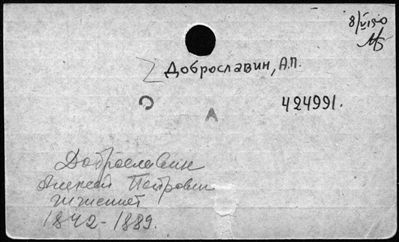 8/VI 50
Доброславин, А.П.
С А
424991.
Доброславин
Алексей Петрович
гигиенист
1842-1889.